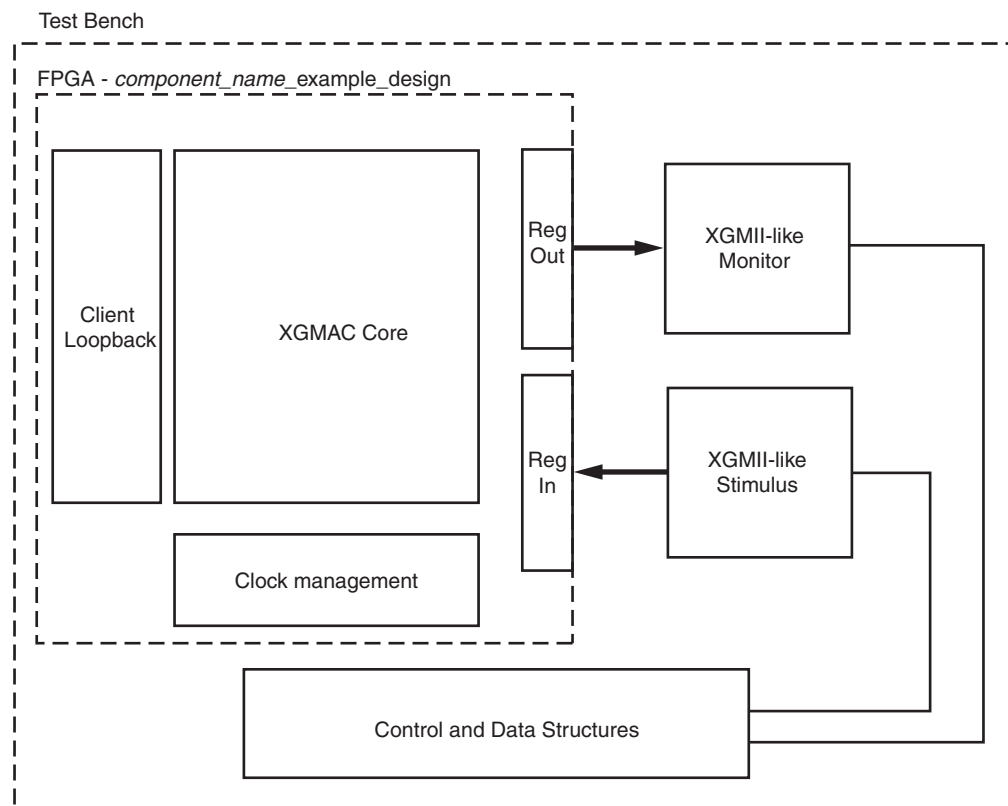 Test Bench
FPGA - component_name_example_design
Reg
Out
XGMII-like
Monitor
Client
Loopback
XGMAC Core
Reg
In
XGMII-like
Stimulus
Clock management
Control and Data Structures